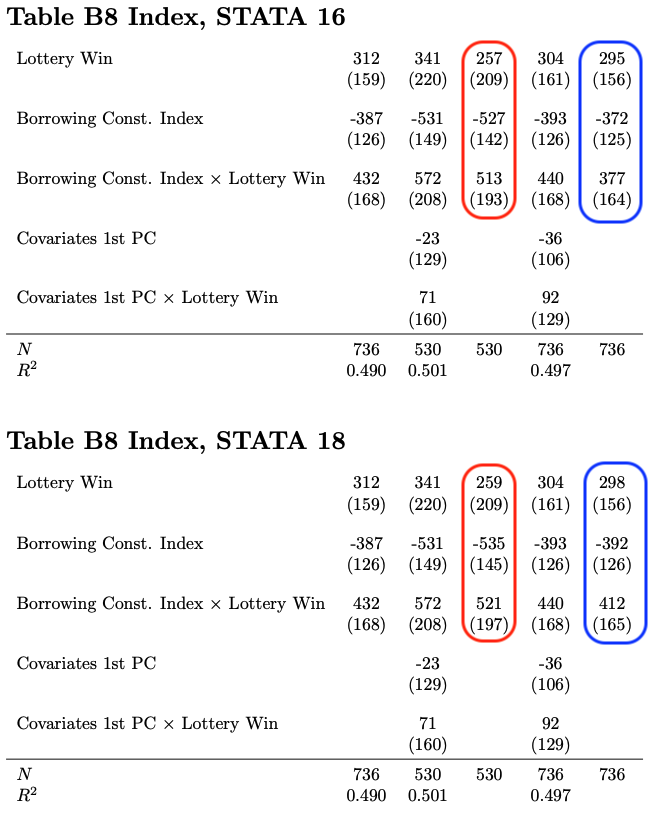 Table B8 Index, STATA 16
Lottery Win 312 341 257 304 295
(159) (220) (209) (161) (156)
Borrowing Const. Index -387 -531 -527 -393 -372
(126) (149) (142) (126) (125)
Borrowing Const. Index × Lottery Win 432 572 513 440 377
(168) (208) (193) (168) (164)
Covariates 1st PC -23 -36
(129) (106)
Covariates 1st PC × Lottery Win 71 92
(160) (129)
N 736 530 530 736 736
R² 0.490 0.501 0.497
Table B8 Index, STATA 18
Lottery Win 312 341 259 304 298
(159) (220) (209) (161) (156)
Borrowing Const. Index -387 -531 -535 -393 -392
(126) (149) (145) (126) (126)
Borrowing Const. Index × Lottery Win 432 572 521 440 412
(168) (208) (197) (168) (165)
Covariates 1st PC -23 -36
(129) (106)
Covariates 1st PC × Lottery Win 71 92
(160) (129)
N 736 530 530 736 736
R² 0.490 0.501 0.497